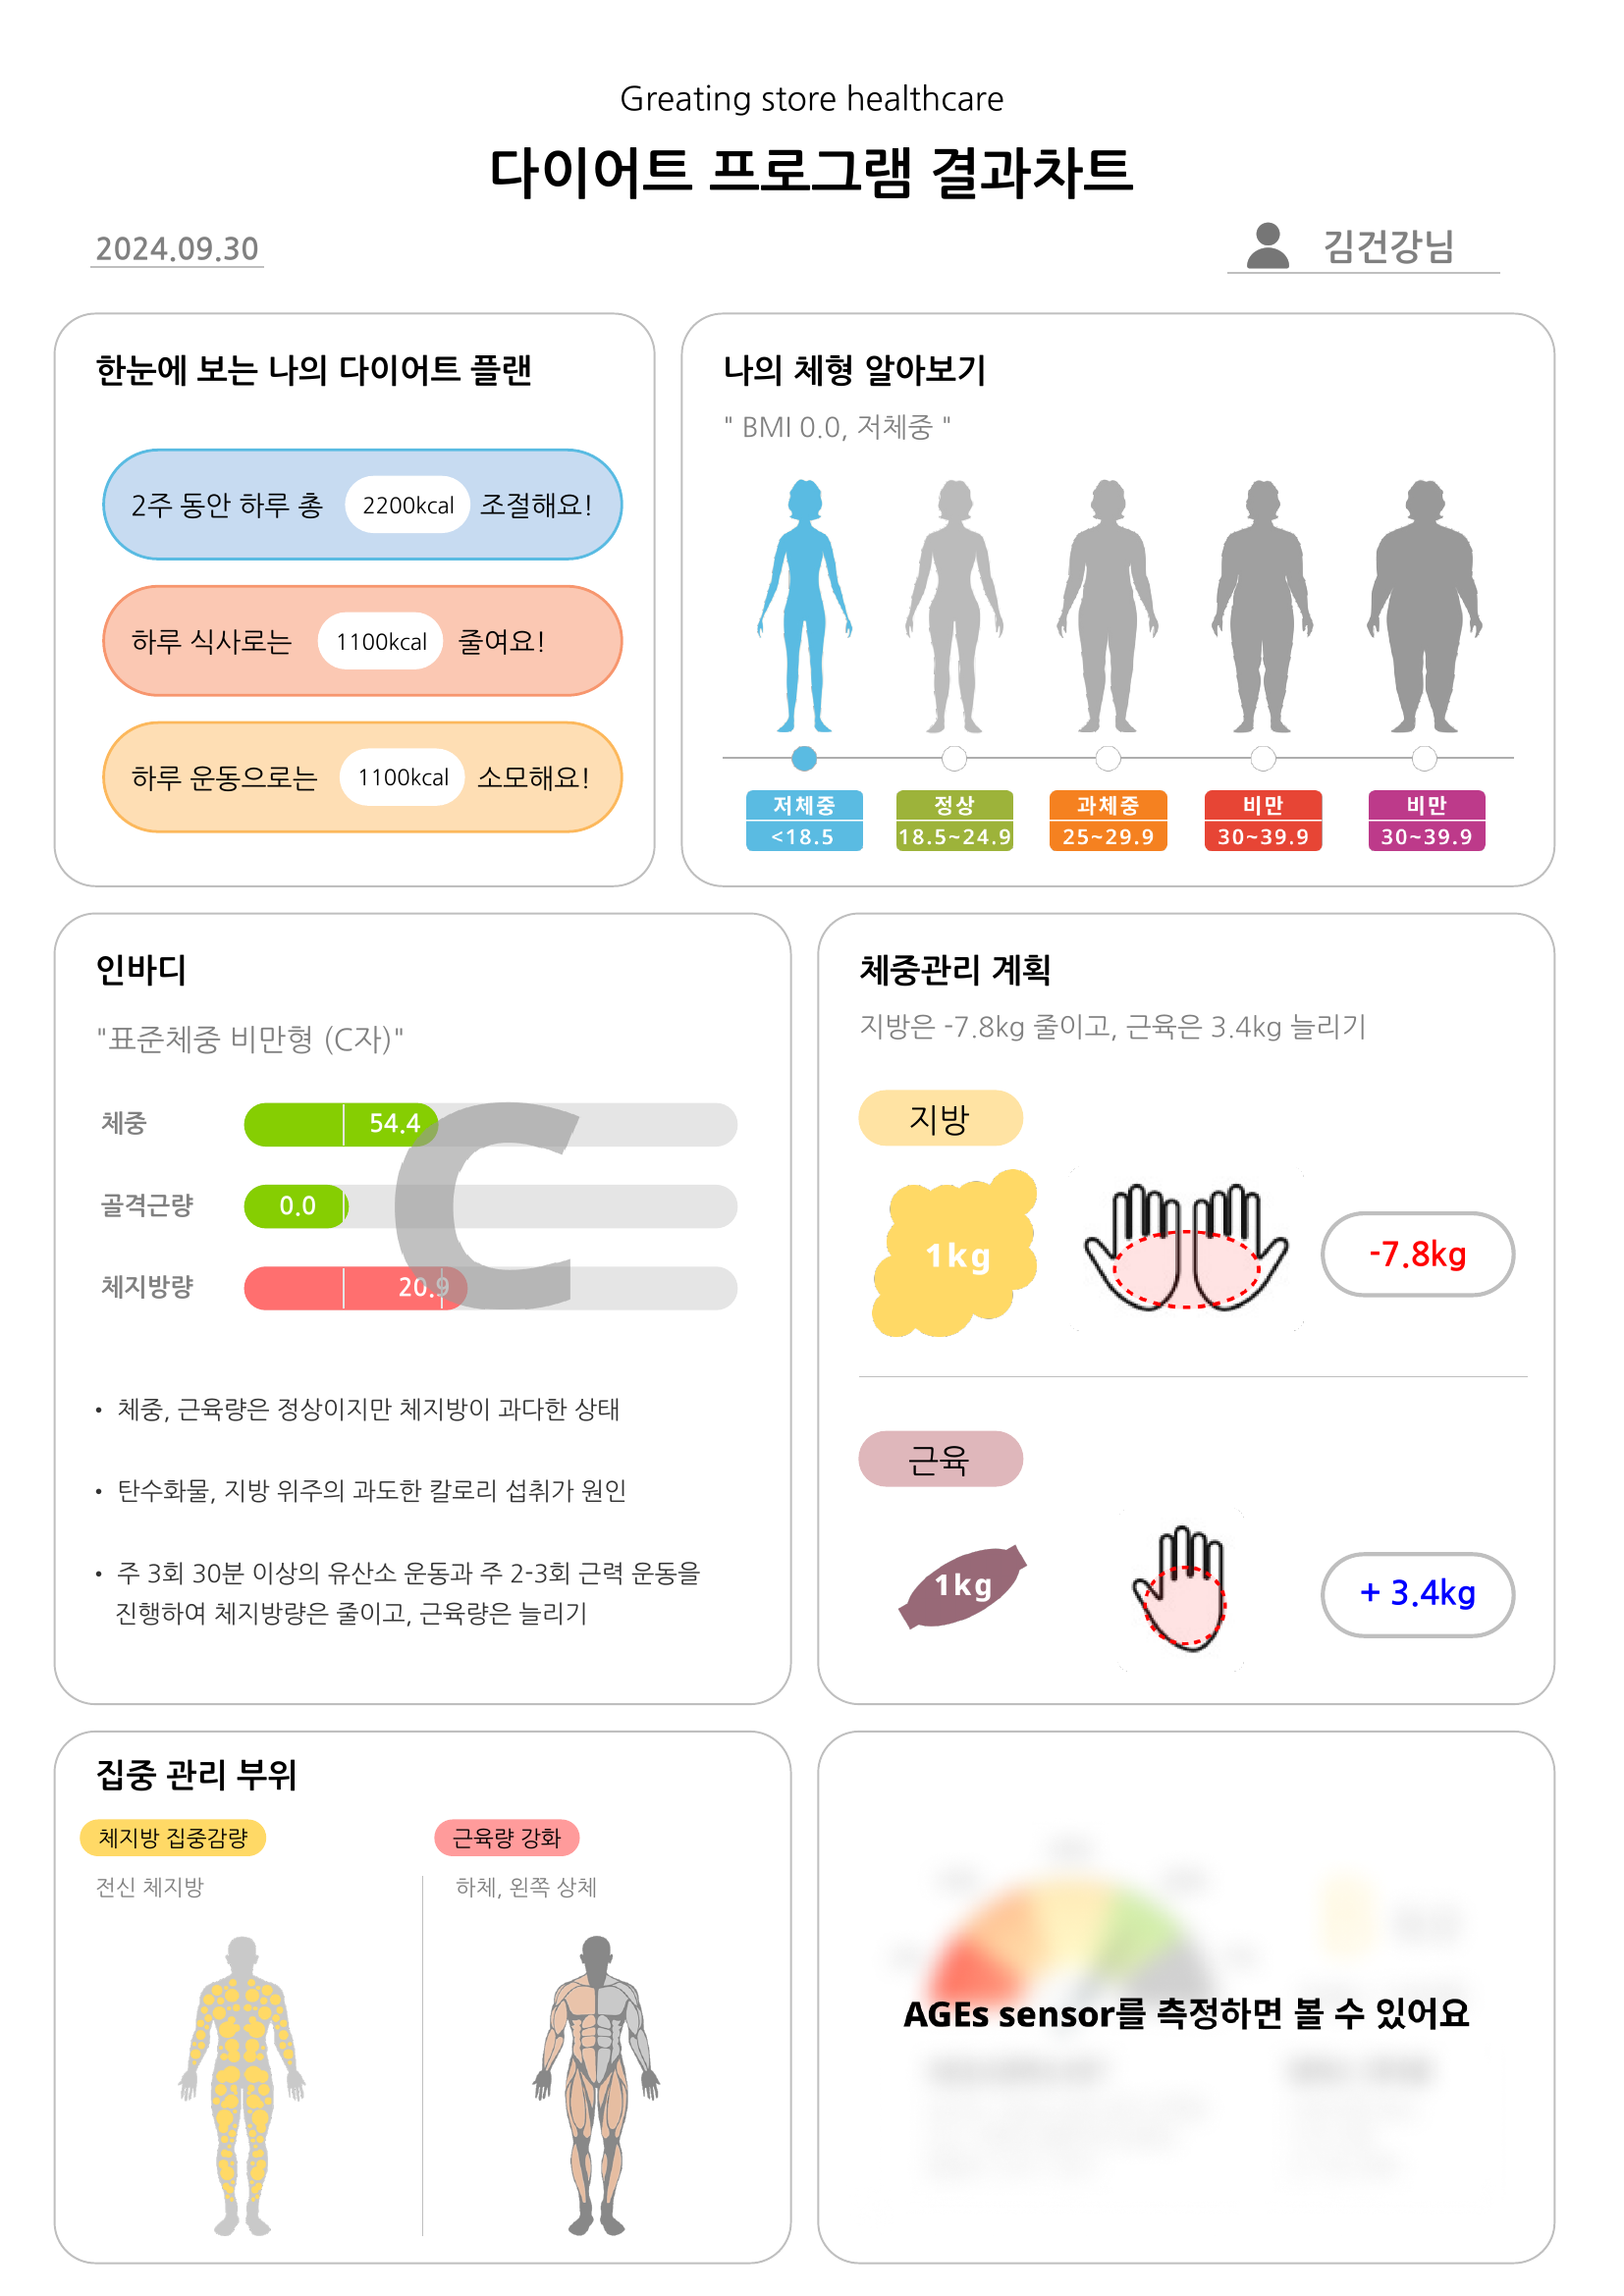 Greating store healthcare
다이어트 프로그램 결과차트
2024.09.30
김건강님
한눈에 보는 나의 다이어트 플랜
2주 동안 하루 총 2200kcal 조절해요!
하루 식사로는 1100kcal 줄여요!
하루 운동으로는 1100kcal 소모해요!
나의 체형 알아보기
" BMI 0.0, 저체중 "
저체중 정상 과체중 비만 비만
<18.5 18.5~24.9 25~29.9 30~39.9 30~39.9
인바디
"표준체중 비만형 (C자)"
체중 54.4
골격근량 0.0
체지방량 20.9
C
• 체중, 근육량은 정상이지만 체지방이 과다한 상태
• 탄수화물, 지방 위주의 과도한 칼로리 섭취가 원인
• 주 3회 30분 이상의 유산소 운동과 주 2-3회 근력 운동을
진행하여 체지방량은 줄이고, 근육량은 늘리기
체중관리 계획
지방은 -7.8kg 줄이고, 근육은 3.4kg 늘리기
지방
1kg -7.8kg
근육
1kg + 3.4kg
집중 관리 부위
체지방 집중감량 근육량 강화
전신 체지방 하체, 왼쪽 상체
AGEs sensor를 측정하면 볼 수 있어요